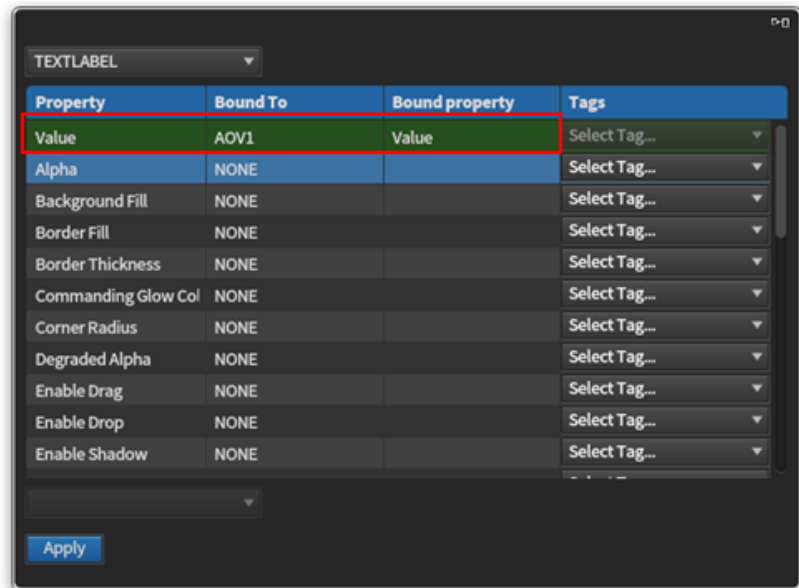 TEXTLABEL
Property Bound To Bound property Tags
Value AOV1 Value Select Tag...
Alpha NONE Select Tag...
Background Fill NONE Select Tag...
Border Fill NONE Select Tag...
Border Thickness NONE Select Tag...
Commanding Glow Col NONE Select Tag...
Corner Radius NONE Select Tag...
Degraded Alpha NONE Select Tag...
Enable Drag NONE Select Tag...
Enable Drop NONE Select Tag...
Enable Shadow NONE Select Tag...
Apply